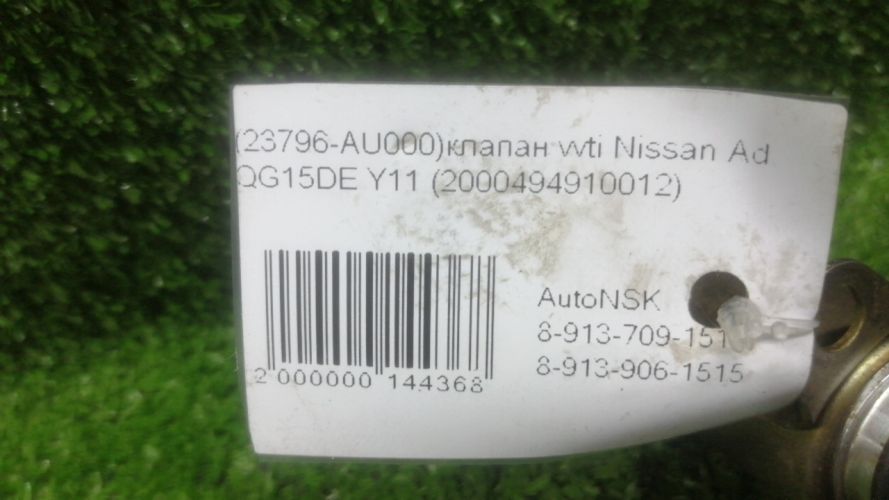 (23796-AU000)клапан wti Nissan Ad
QG15DE Y11 (2000494910012)
AutoNSK
8-913-709-151
8-913-906-1515
2 000000 144368